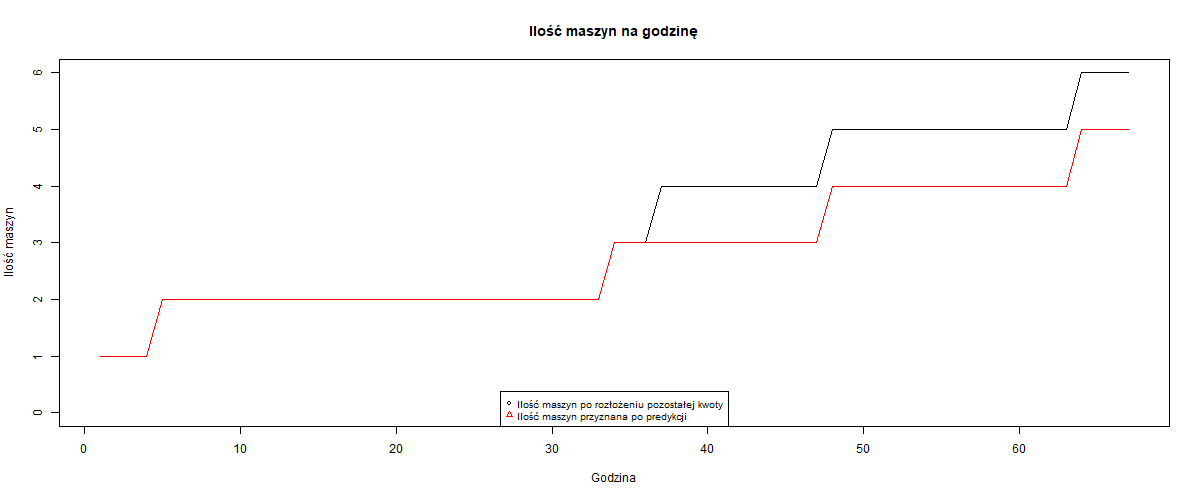 Ilość maszyn na godzinę
Ilość maszyn
6
5
4
3
2
1
0
Ilość maszyn po rozłożeniu pozostałej kwoty
Ilość maszyn przyznana po predykcji
0 10 20 30 40 50 60
Godzina